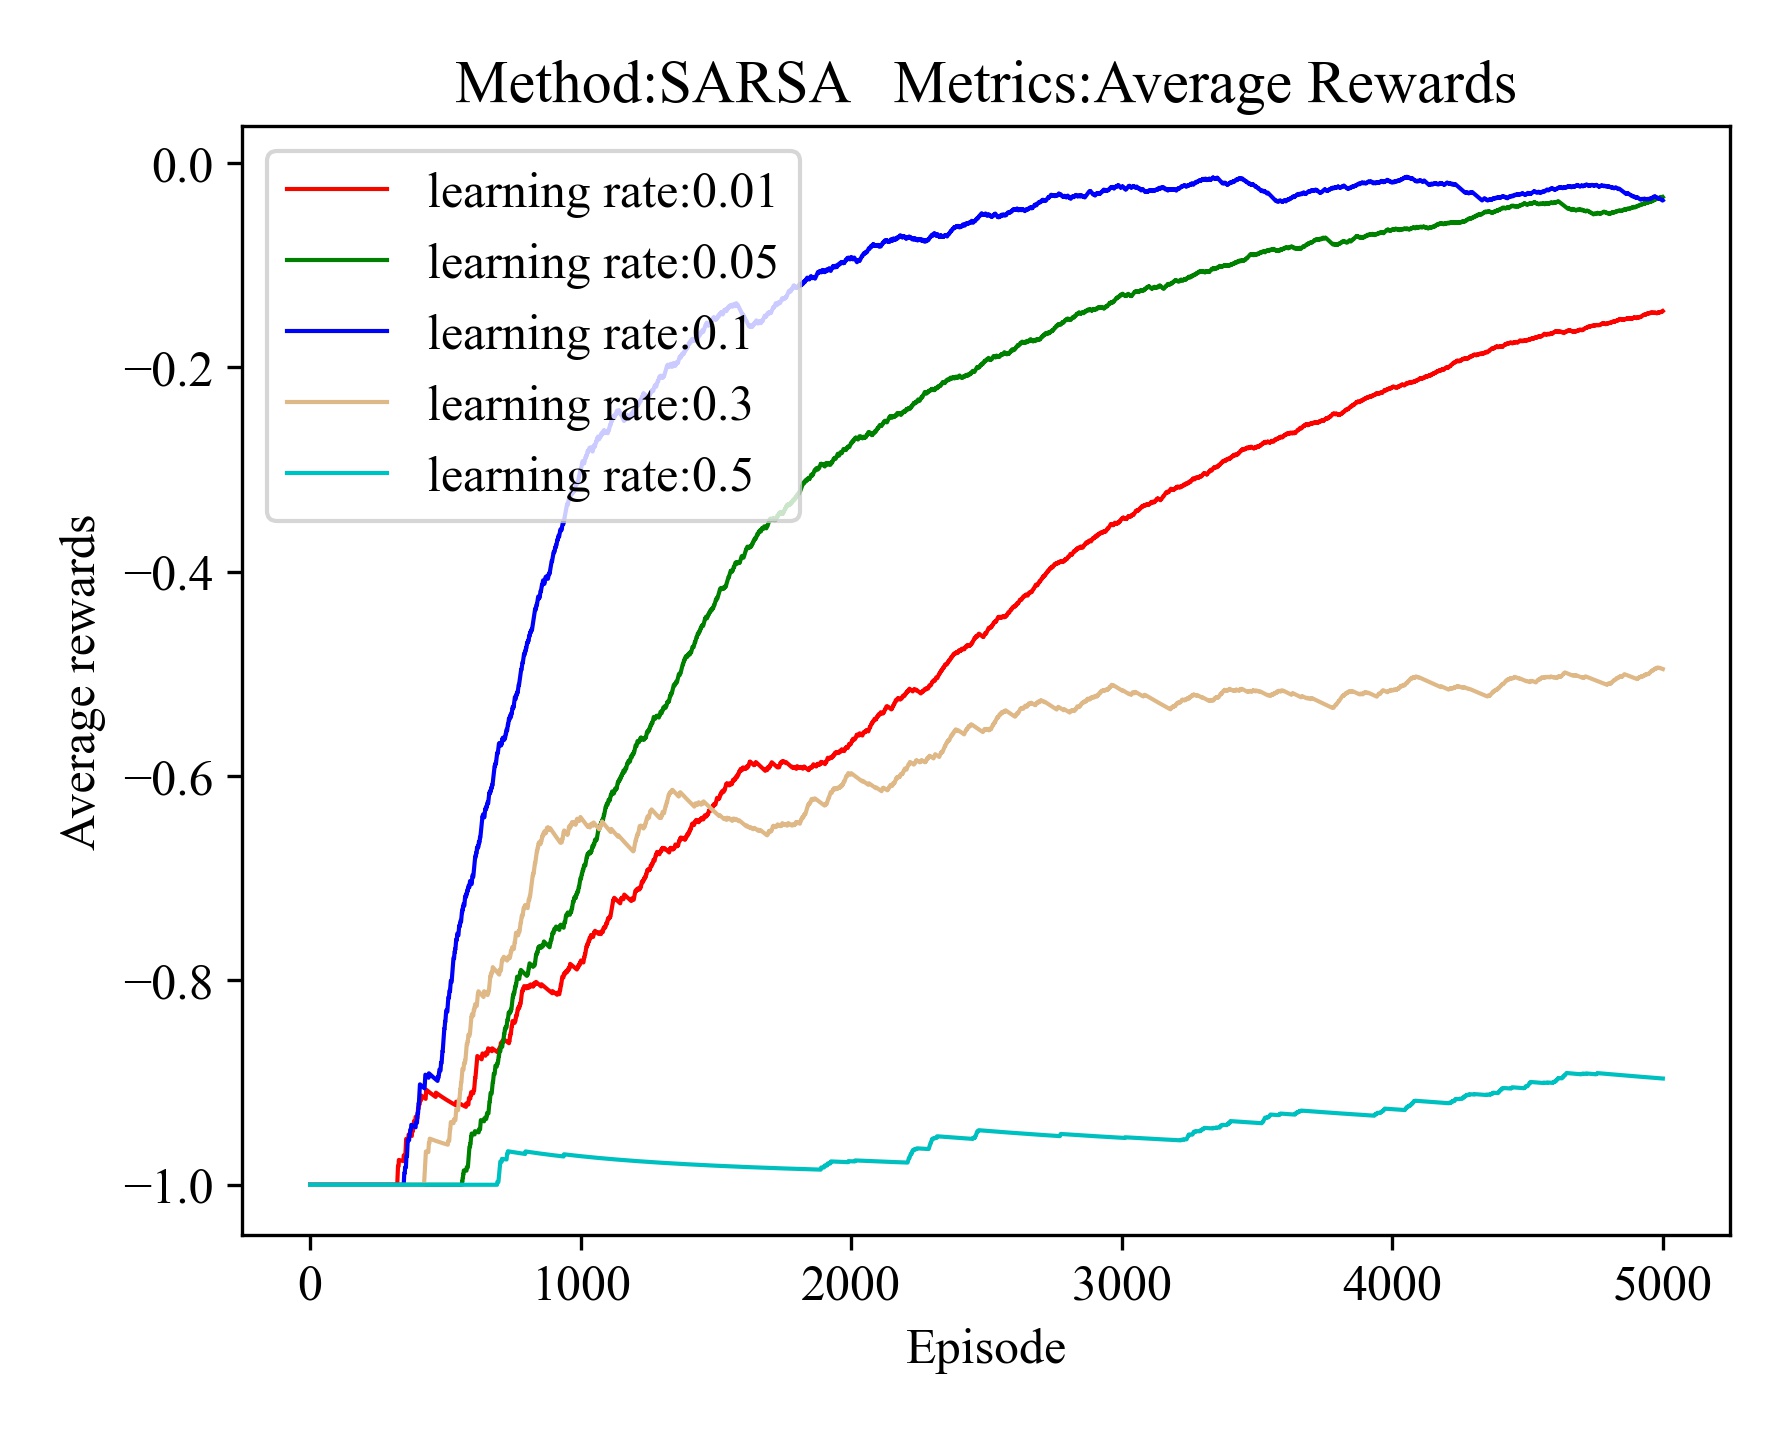 Method:SARSA   Metrics:Average Rewards
0.0
−0.2
−0.4
−0.6
−0.8
−1.0
Average rewards
learning rate:0.01
learning rate:0.05
learning rate:0.1
learning rate:0.3
learning rate:0.5
0 1000 2000 3000 4000 5000
Episode